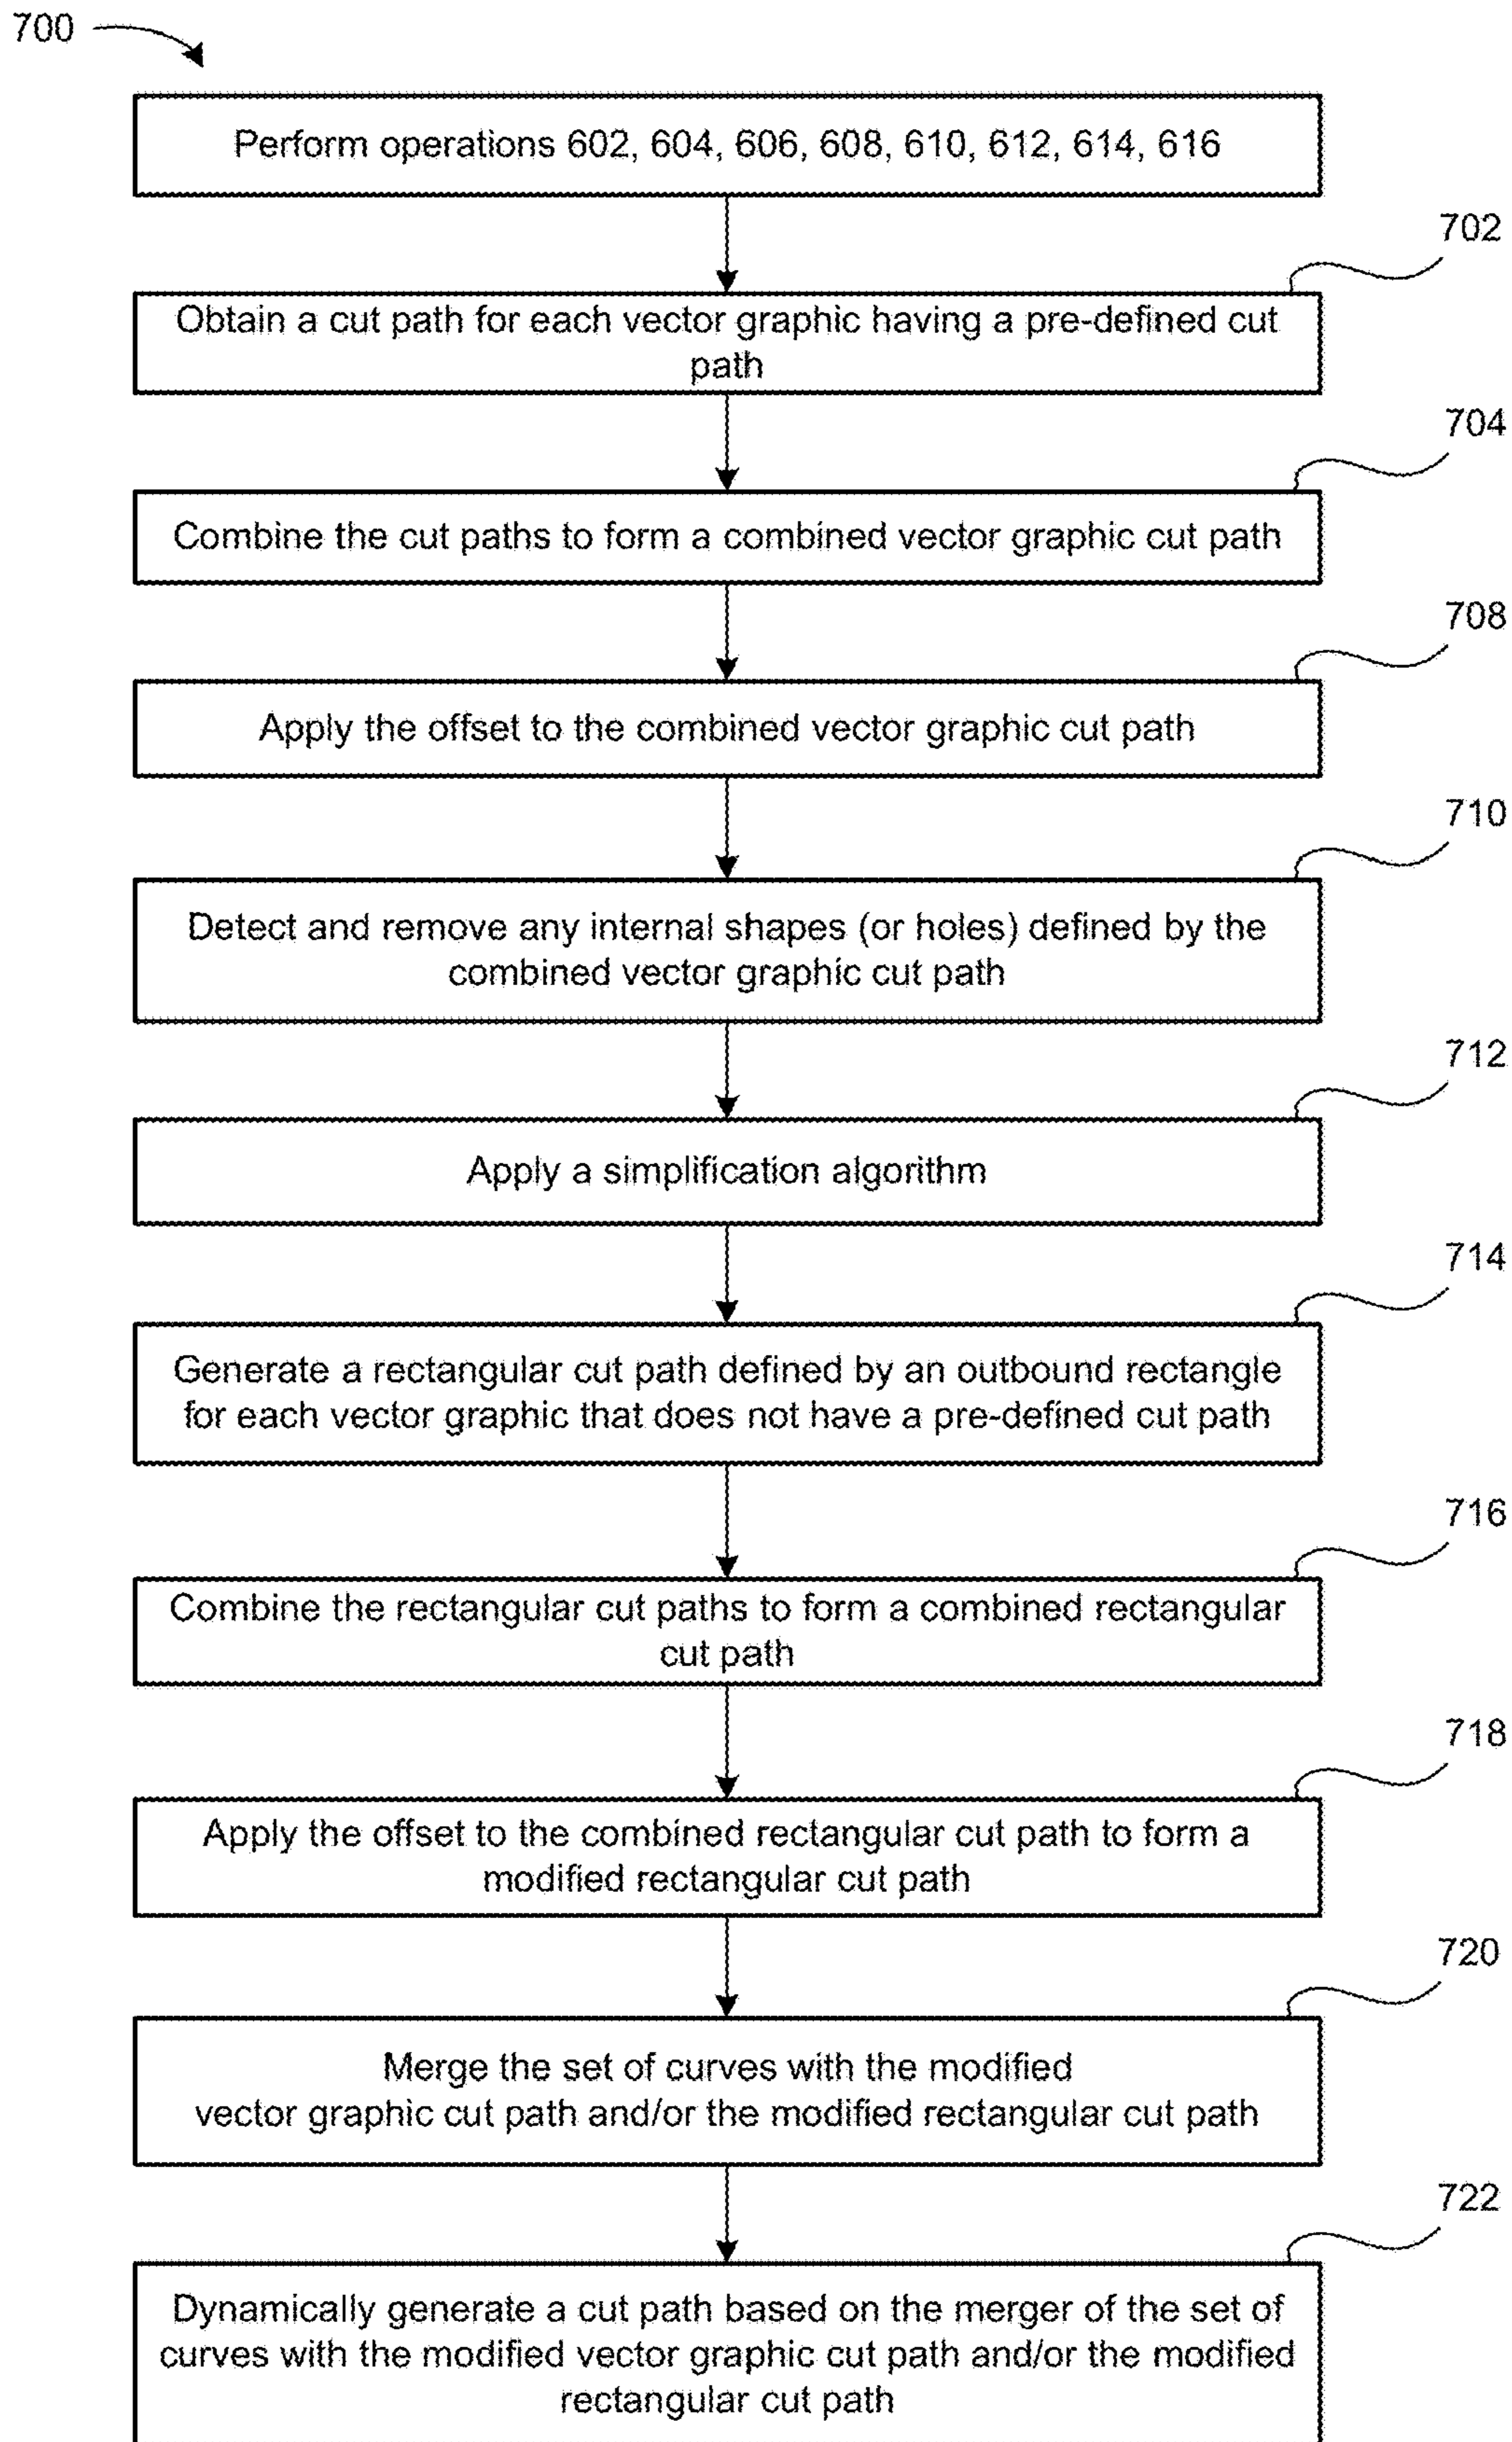 700
Perform operations 602, 604, 606, 608, 610, 612, 614, 616
702
Obtain a cut path for each vector graphic having a pre-defined cut
path
704
Combine the cut paths to form a combined vector graphic cut path
708
Apply the offset to the combined vector graphic cut path
710
Detect and remove any internal shapes (or holes) defined by the
combined vector graphic cut path
712
Apply a simplification algorithm
714
Generate a rectangular cut path defined by an outbound rectangle
for each vector graphic that does not have a pre-defined cut path
716
Combine the rectangular cut paths to form a combined rectangular
cut path
718
Apply the offset to the combined rectangular cut path to form a
modified rectangular cut path
720
Merge the set of curves with the modified
vector graphic cut path and/or the modified rectangular cut path
722
Dynamically generate a cut path based on the merger of the set of
curves with the modified vector graphic cut path and/or the modified
rectangular cut path